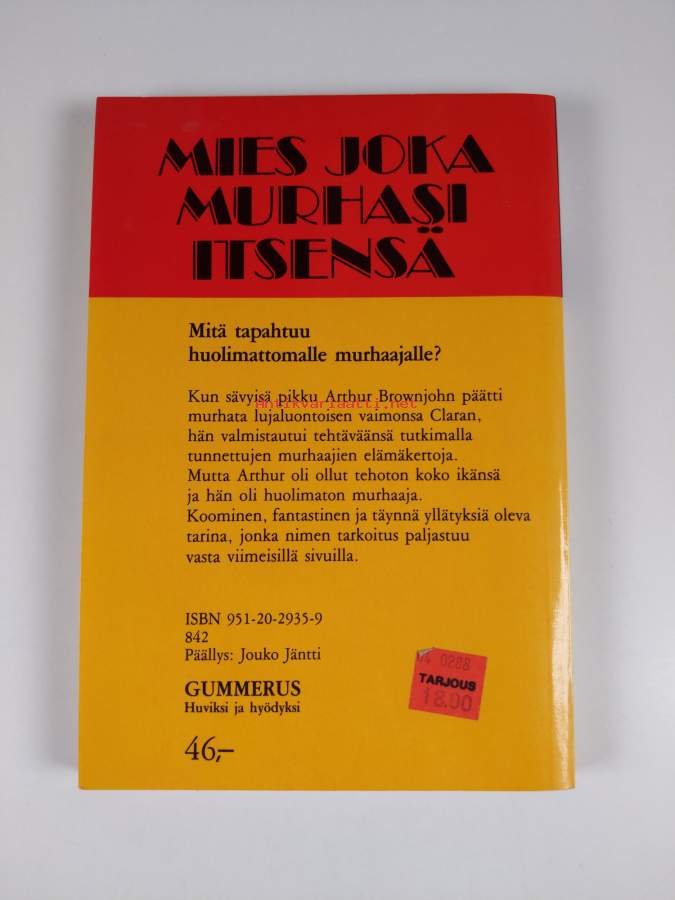 MIES JOKA
MURHASI
ITSENSÄ
Mitä tapahtuu
huolimattomalle murhaajalle?
Kun sävyisä pikku Arthur Brownjohn päätti
Antikvariaatti.net
murhata lujaluontoisen vaimonsa Claran,
hän valmistautui tehtäväänsä tutkimalla
tunnettujen murhaajien elämäkertoja.
Mutta Arthur oli ollut tehoton koko ikänsä
ja hän oli huolimaton murhaaja.
Koominen, fantastinen ja täynnä yllätyksiä oleva
tarina, jonka nimen tarkoitus paljastuu
vasta viimeisillä sivuilla.
ISBN 951-20-2935-9
842
Päällys: Jouko Jäntti
GUMMERUS
Huviksi ja hyödyksi
46,–
0288
TARJOUS
18.00